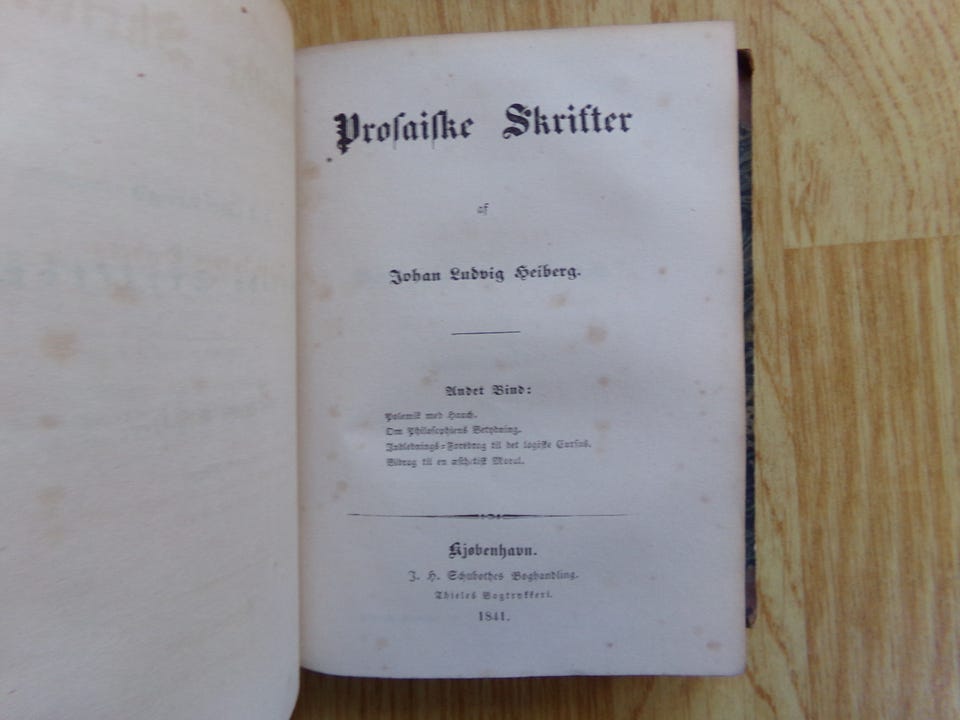 Prosaiske Skrifter
af
Johan Ludvig Heiberg.
Andet Bind:
Polemik med Hauch.
Om Philosophiens Betydning.
Indlednings-Foredrag til det logiske Cursus.
Bidrag til en æsthetisk Moral.
Kjøbenhavn.
J. H. Schubothes Boghandling.
Thieles Bogtrykkeri.
1841.